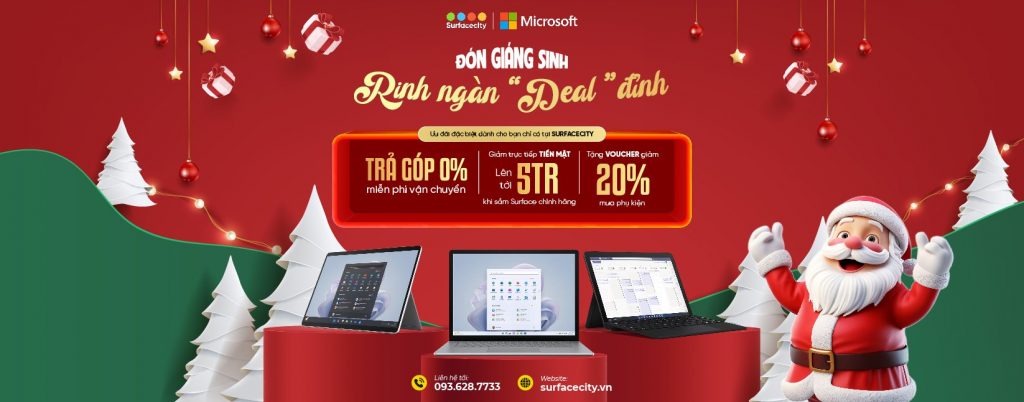 Surfacecity
Microsoft
ĐÓN GIÁNG SINH
Rinh ngàn “Deal” đỉnh
Ưu đãi đặc biệt dành cho bạn chỉ có tại SURFACECITY
TRẢ GÓP 0%
miễn phí vận chuyển
Giảm trực tiếp TIỀN MẶT
Lên tới 5TR
khi sắm Surface chính hãng
Tặng VOUCHER giảm
20%
mua phụ kiện
Liên hệ tới:
093.628.7733
Website:
surfacecity.vn